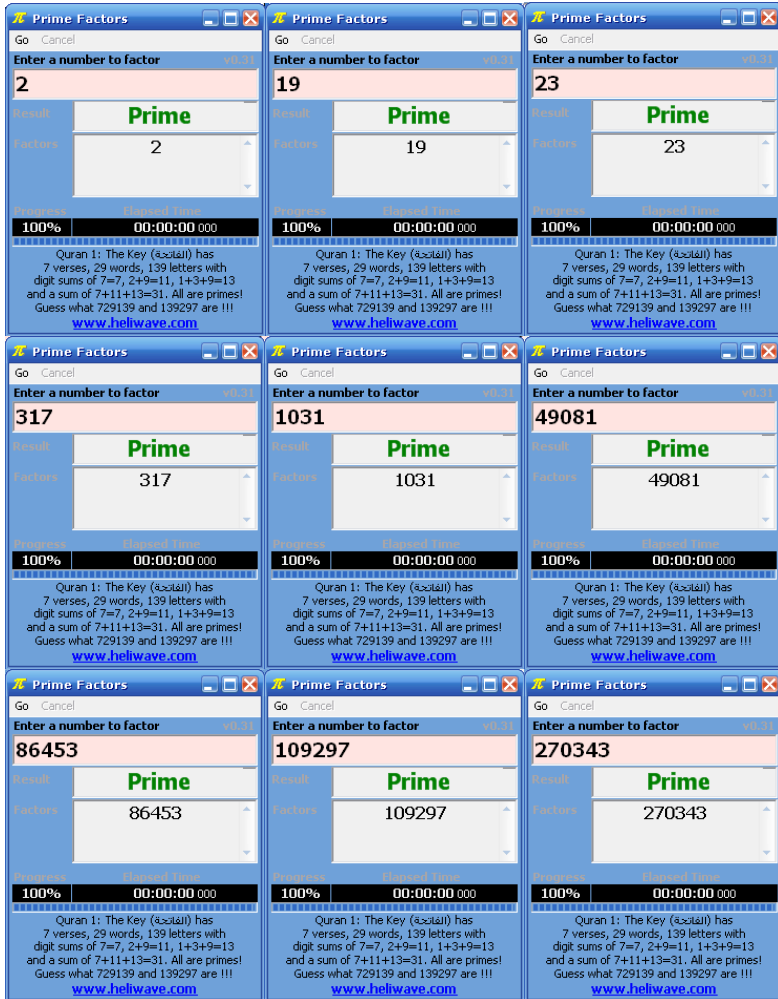 π Prime Factors
Go Cancel
Enter a number to factor v0.31
2
Result Prime
Factors 2
Progress Elapsed Time
100% 00:00:00 000
Quran 1: The Key (الفاتحة) has
7 verses, 29 words, 139 letters with
digit sums of 7=7, 2+9=11, 1+3+9=13
and a sum of 7+11+13=31. All are primes!
Guess what 729139 and 139297 are !!!
www.heliwave.com
π Prime Factors
Go Cancel
Enter a number to factor v0.31
19
Result Prime
Factors 19
Progress Elapsed Time
100% 00:00:00 000
Quran 1: The Key (الفاتحة) has
7 verses, 29 words, 139 letters with
digit sums of 7=7, 2+9=11, 1+3+9=13
and a sum of 7+11+13=31. All are primes!
Guess what 729139 and 139297 are !!!
www.heliwave.com
π Prime Factors
Go Cancel
Enter a number to factor v0.31
23
Result Prime
Factors 23
Progress Elapsed Time
100% 00:00:00 000
Quran 1: The Key (الفاتحة) has
7 verses, 29 words, 139 letters with
digit sums of 7=7, 2+9=11, 1+3+9=13
and a sum of 7+11+13=31. All are primes!
Guess what 729139 and 139297 are !!!
www.heliwave.com
π Prime Factors
Go Cancel
Enter a number to factor v0.31
317
Result Prime
Factors 317
Progress Elapsed Time
100% 00:00:00 000
Quran 1: The Key (الفاتحة) has
7 verses, 29 words, 139 letters with
digit sums of 7=7, 2+9=11, 1+3+9=13
and a sum of 7+11+13=31. All are primes!
Guess what 729139 and 139297 are !!!
www.heliwave.com
π Prime Factors
Go Cancel
Enter a number to factor v0.31
1031
Result Prime
Factors 1031
Progress Elapsed Time
100% 00:00:00 000
Quran 1: The Key (الفاتحة) has
7 verses, 29 words, 139 letters with
digit sums of 7=7, 2+9=11, 1+3+9=13
and a sum of 7+11+13=31. All are primes!
Guess what 729139 and 139297 are !!!
www.heliwave.com
π Prime Factors
Go Cancel
Enter a number to factor v0.31
49081
Result Prime
Factors 49081
Progress Elapsed Time
100% 00:00:00 000
Quran 1: The Key (الفاتحة) has
7 verses, 29 words, 139 letters with
digit sums of 7=7, 2+9=11, 1+3+9=13
and a sum of 7+11+13=31. All are primes!
Guess what 729139 and 139297 are !!!
www.heliwave.com
π Prime Factors
Go Cancel
Enter a number to factor v0.31
86453
Result Prime
Factors 86453
Progress Elapsed Time
100% 00:00:00 000
Quran 1: The Key (الفاتحة) has
7 verses, 29 words, 139 letters with
digit sums of 7=7, 2+9=11, 1+3+9=13
and a sum of 7+11+13=31. All are primes!
Guess what 729139 and 139297 are !!!
www.heliwave.com
π Prime Factors
Go Cancel
Enter a number to factor v0.31
109297
Result Prime
Factors 109297
Progress Elapsed Time
100% 00:00:00 000
Quran 1: The Key (الفاتحة) has
7 verses, 29 words, 139 letters with
digit sums of 7=7, 2+9=11, 1+3+9=13
and a sum of 7+11+13=31. All are primes!
Guess what 729139 and 139297 are !!!
www.heliwave.com
π Prime Factors
Go Cancel
Enter a number to factor v0.31
270343
Result Prime
Factors 270343
Progress Elapsed Time
100% 00:00:00 000
Quran 1: The Key (الفاتحة) has
7 verses, 29 words, 139 letters with
digit sums of 7=7, 2+9=11, 1+3+9=13
and a sum of 7+11+13=31. All are primes!
Guess what 729139 and 139297 are !!!
www.heliwave.com